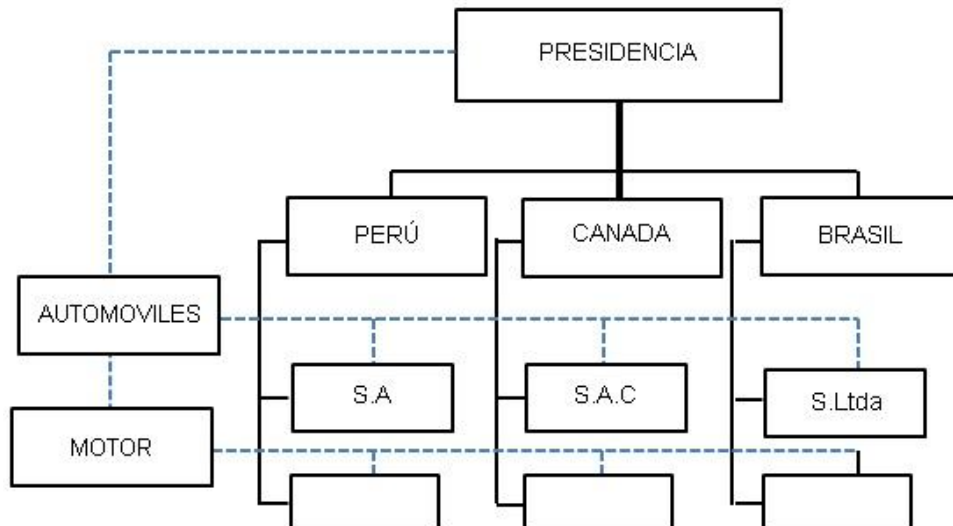 PRESIDENCIA
PERÚ
CANADA
BRASIL
AUTOMOVILES
S.A
S.A.C
S.Ltda
MOTOR